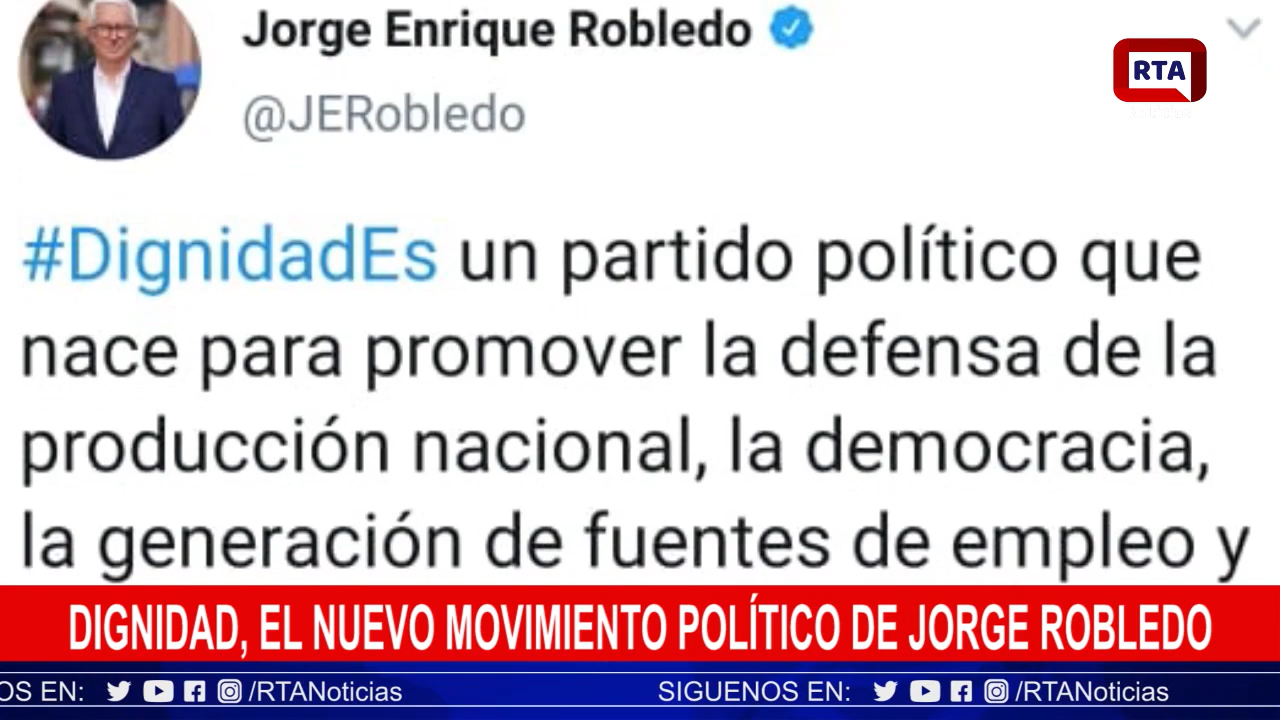 Jorge Enrique Robledo
@JERobledo
RTA
#DignidadEs un partido político que
nace para promover la defensa de la
producción nacional, la democracia,
la generación de fuentes de empleo y
DIGNIDAD, EL NUEVO MOVIMIENTO POLÍTICO DE JORGE ROBLEDO
OS EN: /RTANoticias SIGUENOS EN: /RTANoticias